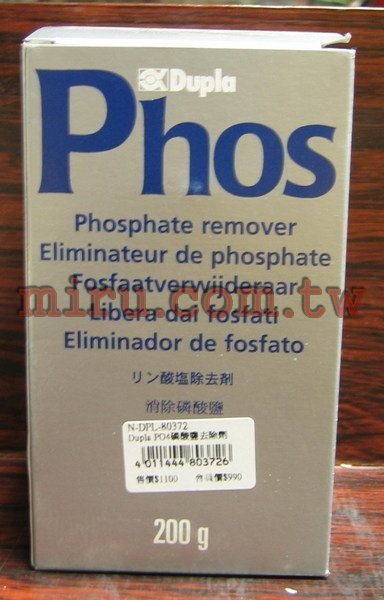 Dupla
Phos
Phosphate remover
Eliminateur de phosphate
Fosfaatverwijderaar
miru.com.tw
Libera dai fosfati
Eliminador de fosfato
リン酸塩除去剤
消除磷酸鹽
N-DPL-80372
Dupla PO4磷酸鹽去除劑
4 011444 803726
售價$1100 會員價$990
200 g